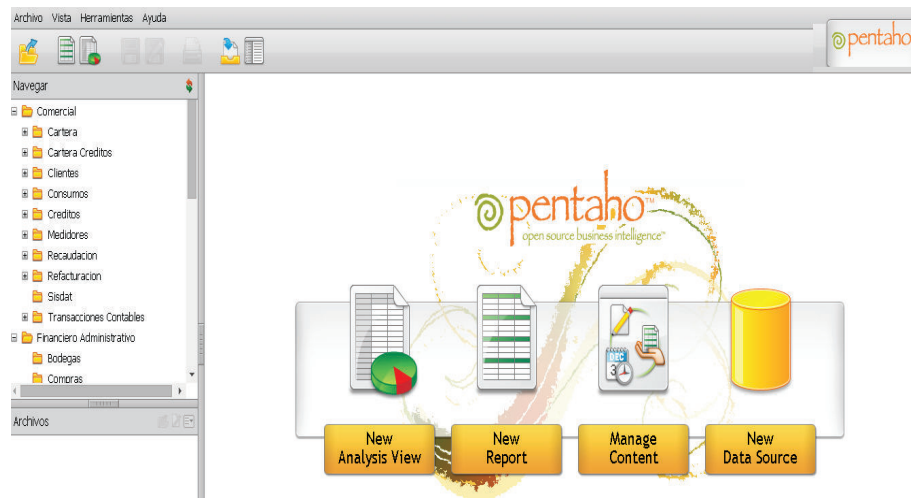 Archivo Vista Herramientas Ayuda
pentaho
Navegar
Comercial
Cartera
Cartera Creditos
Clientes
Consumos
Creditos
Medidores
Recaudacion
Refacturacion
Sisdat
Transacciones Contables
Financiero Administrativo
Bodegas
Compras
Archivos
pentaho™
open source business intelligence™
DEC
3
New
Analysis View
New
Report
Manage
Content
New
Data Source